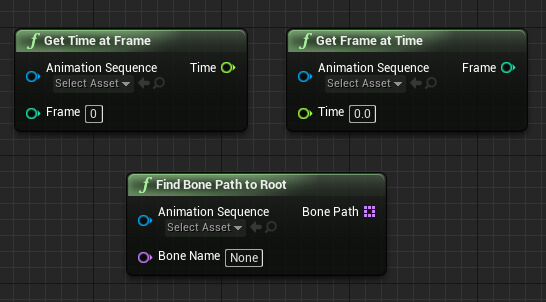 Get Time at Frame
Animation Sequence
Time
Select Asset
Frame 0
Get Frame at Time
Animation Sequence
Frame
Select Asset
Time 0.0
Find Bone Path to Root
Animation Sequence
Bone Path
Select Asset
Bone Name None